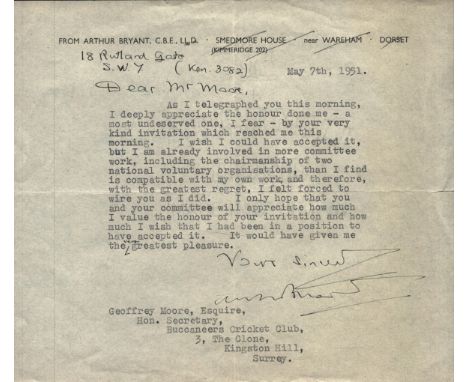 FROM ARTHUR BRYANT, C.B.E., LL.D. · SMEDMORE HOUSE · near WAREHAM · DORSET
(KIMMERIDGE 202)
18 Rutland Gate
S.W.7 (Ken. 3082)
May 7th, 1951.
Dear Mr Moore,
As I telegraphed you this morning,
I deeply appreciate the honour done me - a
most undeserved one, I fear - by your very
kind invitation which reached me this
morning. I wish I could have accepted it,
but I am already involved in more committee
work, including the chairmanship of two
national voluntary organisations, than I find
is compatible with my own work and therefore,
with the greatest regret, I felt forced to
wire you as I did. I only hope that you
and your committee will appreciate how much
I value the honour of your invitation and how
much I wish that I had been in a position to
have accepted it. It would have given me
the greatest pleasure.
Geoffrey Moore, Esquire,
Hon. Secretary,
Buccaneers Cricket Club,
3, The Clone,
Kingston Hill,
Surrey.